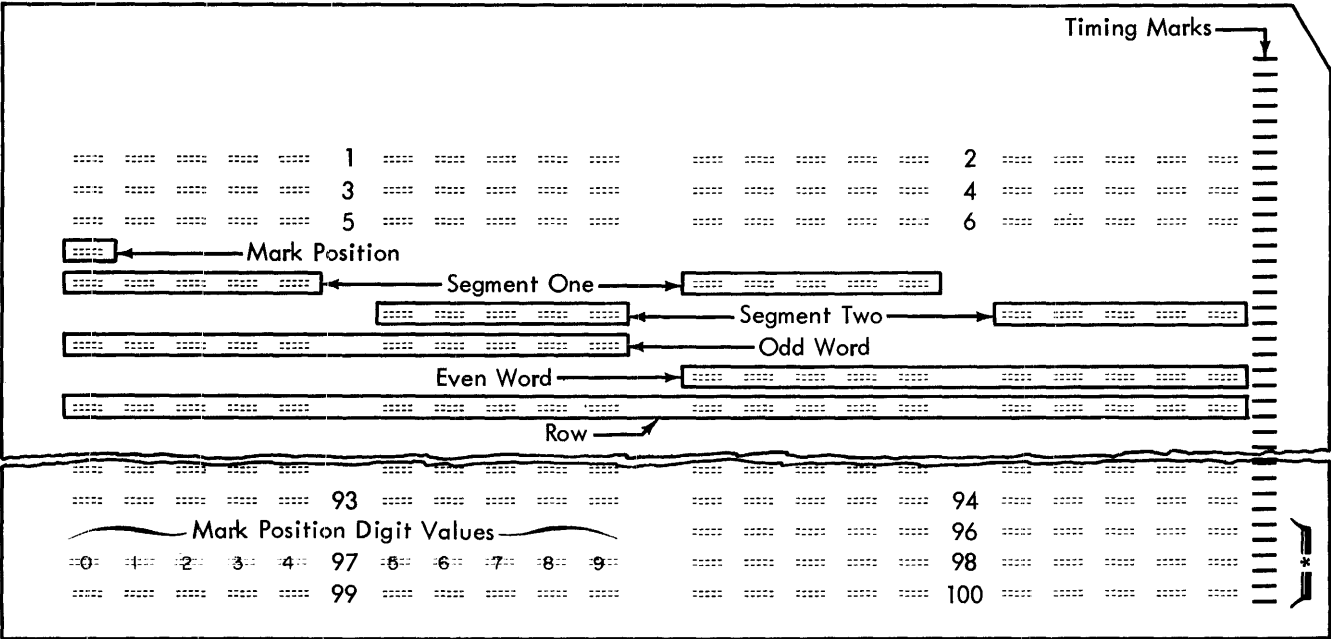 Timing Marks
1 2
3 4
5 6
Mark Position
Segment One
Segment Two
Odd Word
Even Word
Row
93 94
Mark Position Digit Values 96
0 1 2 3 4 97 5 6 7 8 9 98
99 100
*